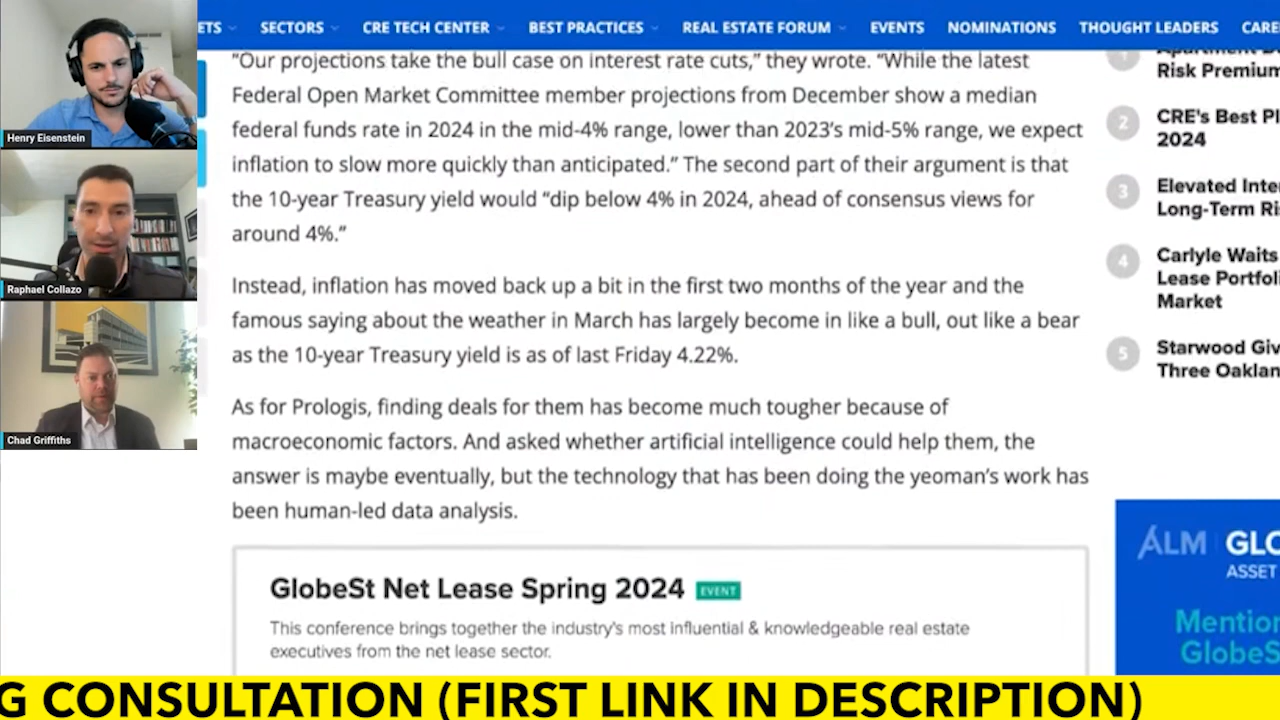 ETS
SECTORS
CRE TECH CENTER
BEST PRACTICES
REAL ESTATE FORUM
EVENTS
NOMINATIONS
THOUGHT LEADERS
CARE
Henry Eisenstein
Raphael Collazo
Chad Griffiths
“Our projections take the bull case on interest rate cuts,” they wrote. “While the latest
Federal Open Market Committee member projections from December show a median
federal funds rate in 2024 in the mid-4% range, lower than 2023’s mid-5% range, we expect
inflation to slow more quickly than anticipated.” The second part of their argument is that
the 10-year Treasury yield would “dip below 4% in 2024, ahead of consensus views for
around 4%.”
Instead, inflation has moved back up a bit in the first two months of the year and the
famous saying about the weather in March has largely become in like a bull, out like a bear
as the 10-year Treasury yield is as of last Friday 4.22%.
As for Prologis, finding deals for them has become much tougher because of
macroeconomic factors. And asked whether artificial intelligence could help them, the
answer is maybe eventually, but the technology that has been doing the yeoman’s work has
been human-led data analysis.
GlobeSt Net Lease Spring 2024 EVENT
This conference brings together the industry's most influential & knowledgeable real estate
executives from the net lease sector.
1
Apartment D
Risk Premium
2
CRE's Best Pl
2024
3
Elevated Inte
Long-Term Ri
4
Carlyle Waits
Lease Portfoli
Market
5
Starwood Giv
Three Oaklan
ALM GLO
ASSET
Mention
GlobeS
G CONSULTATION (FIRST LINK IN DESCRIPTION)